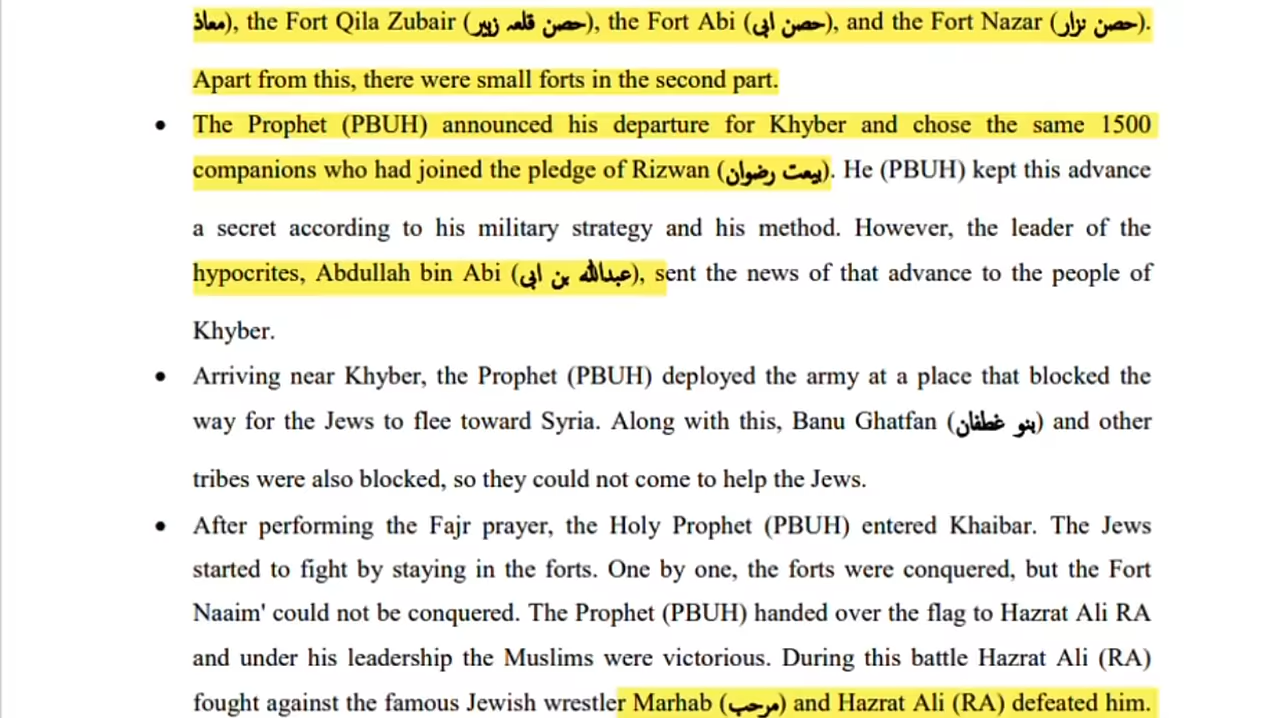 معاذ), the Fort Qila Zubair (حصن قلعہ زبیر), the Fort Abi (حصن ابی), and the Fort Nazar (حصن نزار).
Apart from this, there were small forts in the second part.
• The Prophet (PBUH) announced his departure for Khyber and chose the same 1500
companions who had joined the pledge of Rizwan (بیعت رضوان). He (PBUH) kept this advance
a secret according to his military strategy and his method. However, the leader of the
hypocrites, Abdullah bin Abi (عبداللہ بن ابی), sent the news of that advance to the people of
Khyber.
• Arriving near Khyber, the Prophet (PBUH) deployed the army at a place that blocked the
way for the Jews to flee toward Syria. Along with this, Banu Ghatfan (بنو غطفان) and other
tribes were also blocked, so they could not come to help the Jews.
• After performing the Fajr prayer, the Holy Prophet (PBUH) entered Khaibar. The Jews
started to fight by staying in the forts. One by one, the forts were conquered, but the Fort
Naaim' could not be conquered. The Prophet (PBUH) handed over the flag to Hazrat Ali RA
and under his leadership the Muslims were victorious. During this battle Hazrat Ali (RA)
fought against the famous Jewish wrestler Marhab (مرحب) and Hazrat Ali (RA) defeated him.